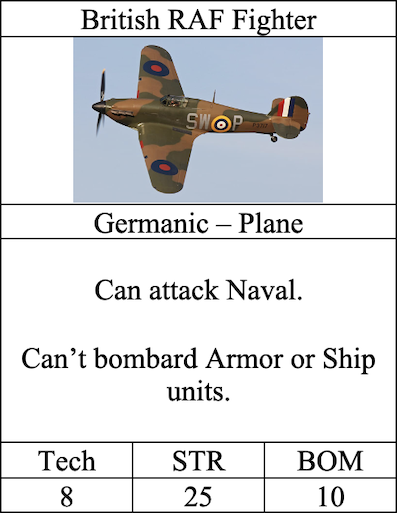 British RAF Fighter
SW P
Germanic – Plane
Can attack Naval.
Can’t bombard Armor or Ship
units.
Tech STR BOM
8 25 10